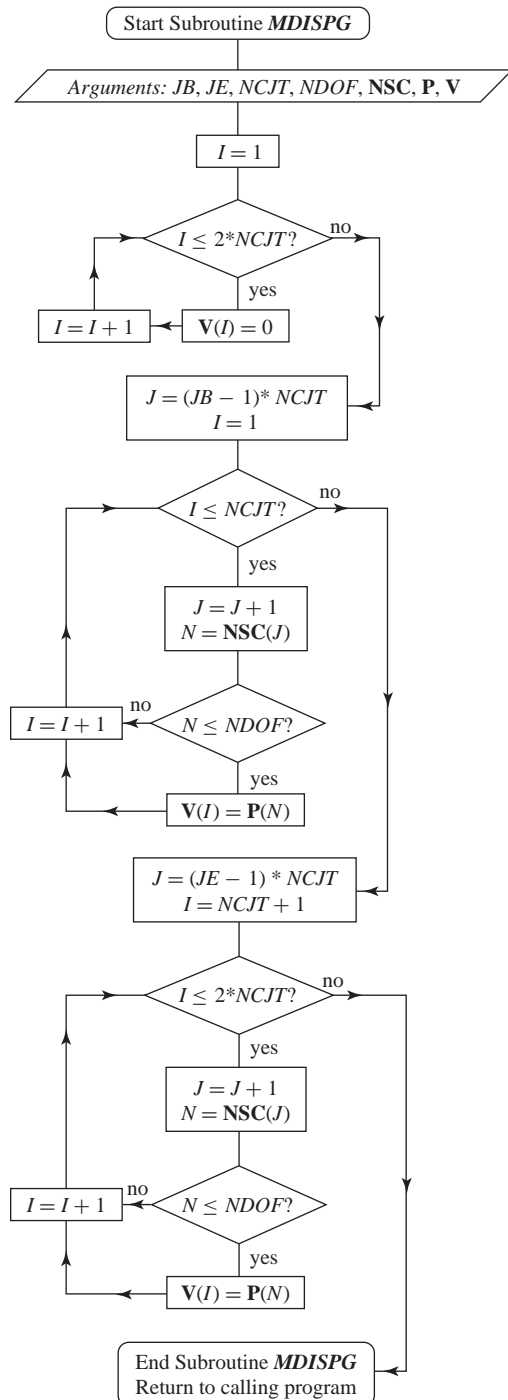 Start Subroutine MDISPG
Arguments: JB, JE, NCJT, NDOF, NSC, P, V
I = 1
I ≤ 2*NCJT?
no
yes
I = I + 1
V(I) = 0
J = (JB − 1)* NCJT
I = 1
I ≤ NCJT?
no
yes
J = J + 1
N = NSC(J)
I = I + 1
no
N ≤ NDOF?
yes
V(I) = P(N)
J = (JE − 1) * NCJT
I = NCJT + 1
I ≤ 2*NCJT?
no
yes
J = J + 1
N = NSC(J)
I = I + 1
no
N ≤ NDOF?
yes
V(I) = P(N)
End Subroutine MDISPG
Return to calling program